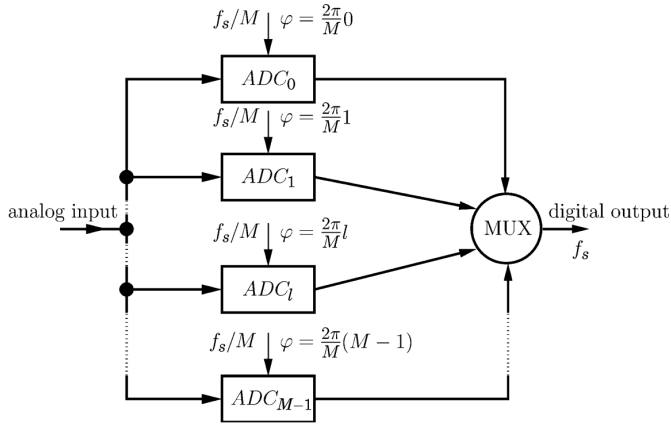 f_s/M φ = 2π/M 0
ADC_0
f_s/M φ = 2π/M 1
ADC_1
analog input
MUX
digital output
f_s
f_s/M φ = 2π/M l
ADC_l
f_s/M φ = 2π/M (M − 1)
ADC_{M−1}